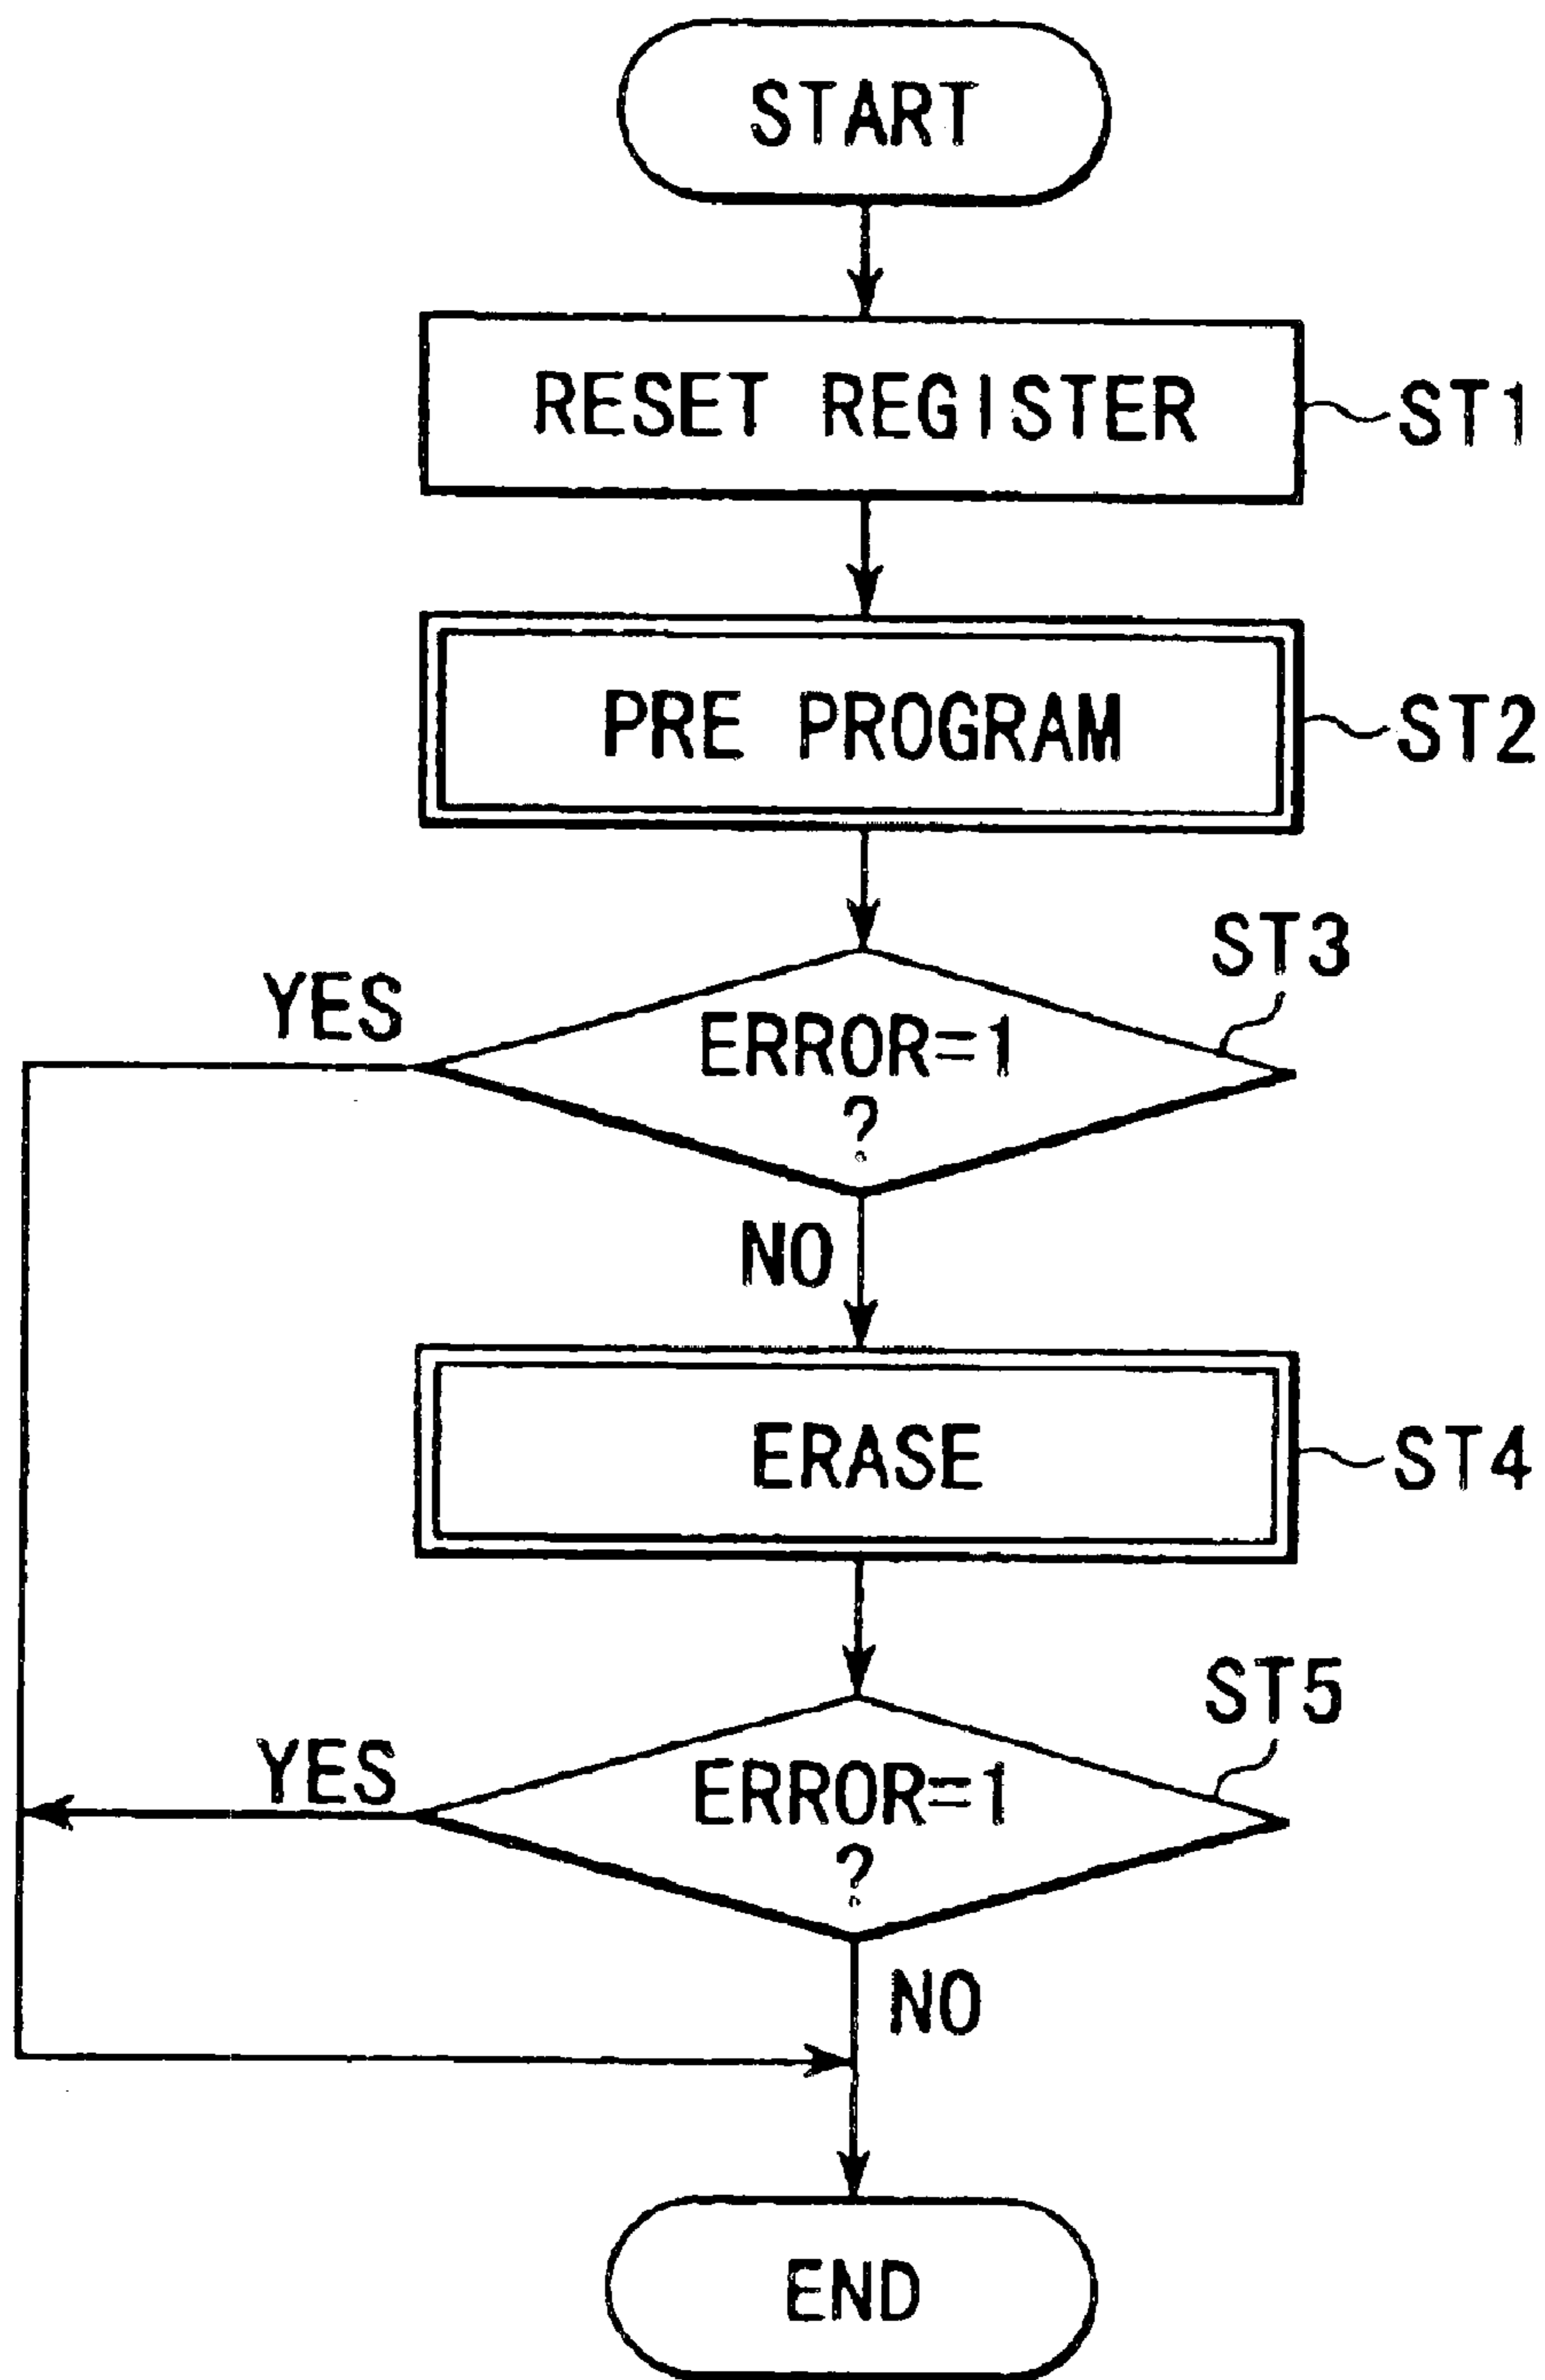 START
RESET REGISTER
ST1
PRE PROGRAM
ST2
ST3
YES
ERROR=1
?
NO
ERASE
ST4
ST5
YES
ERROR=1
?
NO
END